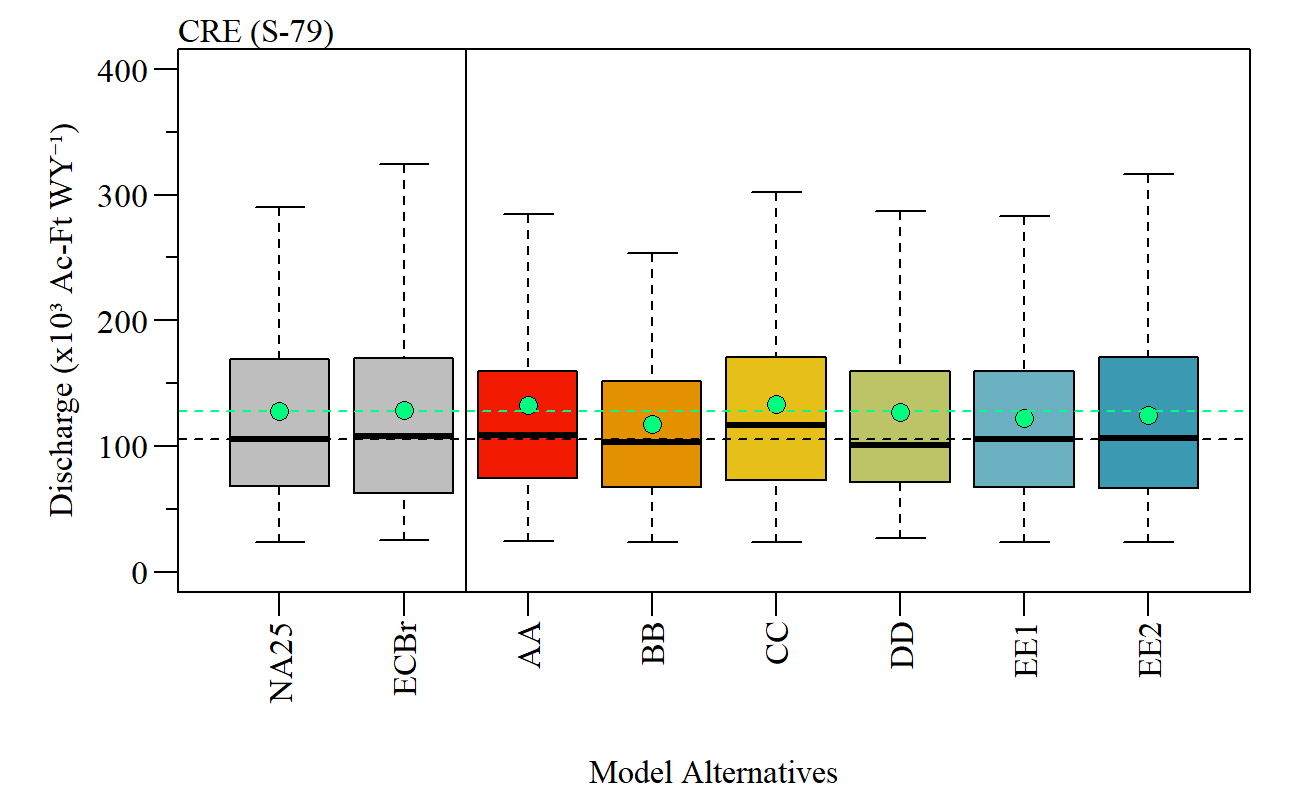 CRE (S-79)
Discharge (x10³ Ac-Ft WY⁻¹)
400
300
200
100
0
NA25
ECBr
AA
BB
CC
DD
EE1
EE2
Model Alternatives